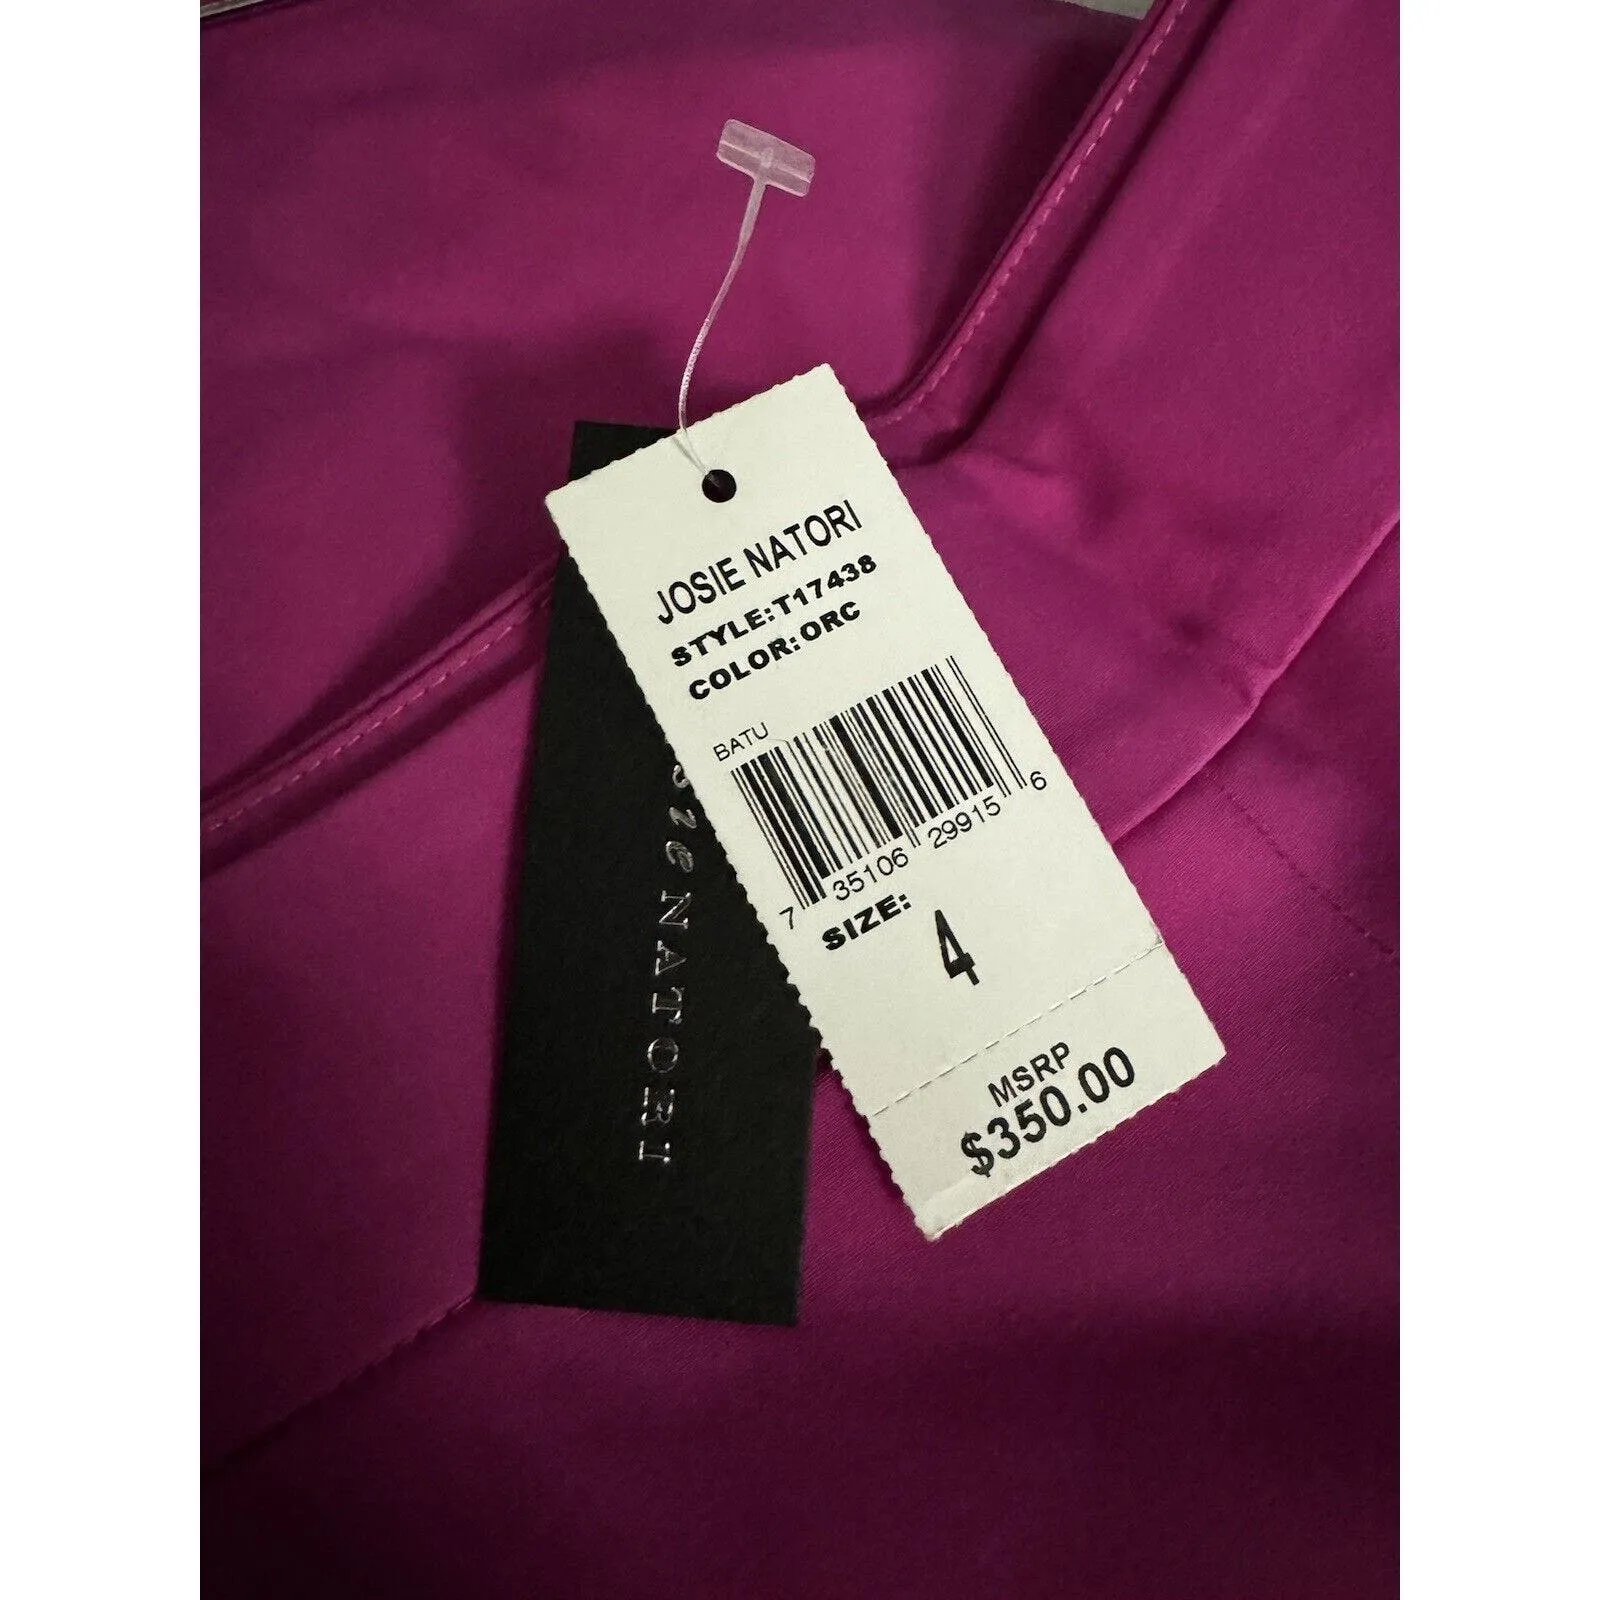 JOSIE NATORI
STYLE:T17438
COLOR:ORC
BATU
7 35106 29915 6
SIZE: 4
MSRP
$350.00
NATORI